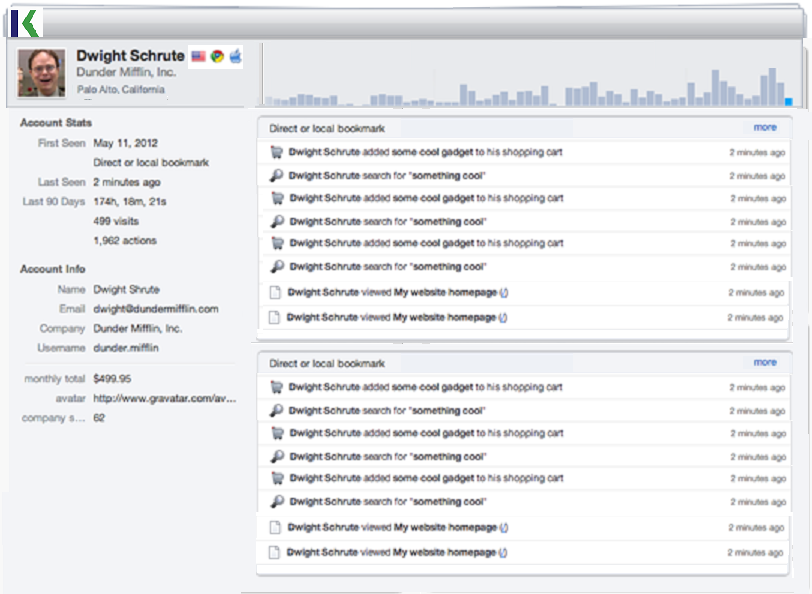 K
Dwight Schrute
Dunder Mifflin, Inc.
Palo Alto, California
Account Stats
First Seen May 11, 2012
Direct or local bookmark
Last Seen 2 minutes ago
Last 90 Days 174h, 18m, 21s
499 visits
1,962 actions
Account Info
Name Dwight Shrute
Email dwight@dundermifflin.com
Company Dunder Mifflin, Inc.
Username dunder.mifflin
monthly total $499.95
avatar http://www.gravatar.com/av...
company s... 62
Direct or local bookmark more
Dwight Schrute added some cool gadget to his shopping cart 2 minutes ago
Dwight Schrute search for "something cool" 2 minutes ago
Dwight Schrute added some cool gadget to his shopping cart 2 minutes ago
Dwight Schrute search for "something cool" 2 minutes ago
Dwight Schrute added some cool gadget to his shopping cart 2 minutes ago
Dwight Schrute search for "something cool" 2 minutes ago
Dwight Schrute viewed My website homepage (/) 2 minutes ago
Dwight Schrute viewed My website homepage (/) 2 minutes ago
Direct or local bookmark more
Dwight Schrute added some cool gadget to his shopping cart 2 minutes ago
Dwight Schrute search for "something cool" 2 minutes ago
Dwight Schrute added some cool gadget to his shopping cart 2 minutes ago
Dwight Schrute search for "something cool" 2 minutes ago
Dwight Schrute added some cool gadget to his shopping cart 2 minutes ago
Dwight Schrute search for "something cool" 2 minutes ago
Dwight Schrute viewed My website homepage (/) 2 minutes ago
Dwight Schrute viewed My website homepage (/) 2 minutes ago